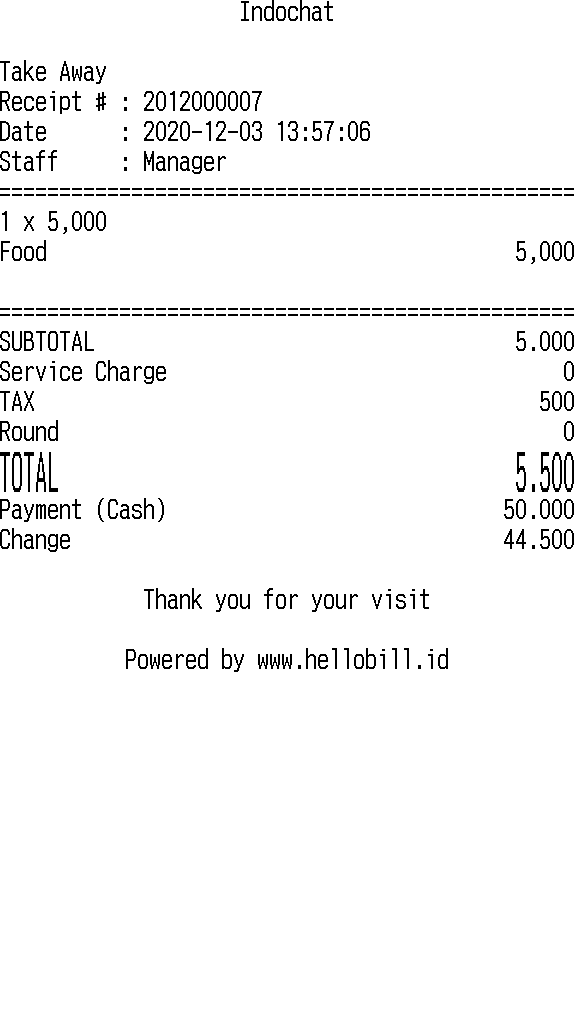 Indochat
Take Away
Receipt # : 2012000007
Date : 2020-12-03 13:57:06
Staff : Manager
================================================
1 x 5,000
Food 5,000
================================================
SUBTOTAL 5.000
Service Charge 0
TAX 500
Round 0
TOTAL 5.500
Payment (Cash) 50.000
Change 44.500
Thank you for your visit
Powered by www.hellobill.id